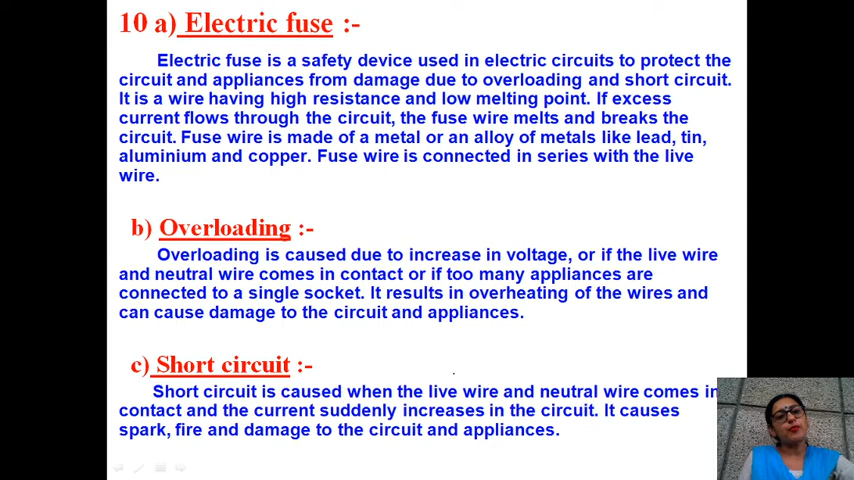 10 a) Electric fuse :-
Electric fuse is a safety device used in electric circuits to protect the
circuit and appliances from damage due to overloading and short circuit.
It is a wire having high resistance and low melting point. If excess
current flows through the circuit, the fuse wire melts and breaks the
circuit. Fuse wire is made of a metal or an alloy of metals like lead, tin,
aluminium and copper. Fuse wire is connected in series with the live
wire.
b) Overloading :-
Overloading is caused due to increase in voltage, or if the live wire
and neutral wire comes in contact or if too many appliances are
connected to a single socket. It results in overheating of the wires and
can cause damage to the circuit and appliances.
c) Short circuit :-
Short circuit is caused when the live wire and neutral wire comes in
contact and the current suddenly increases in the circuit. It causes
spark, fire and damage to the circuit and appliances.